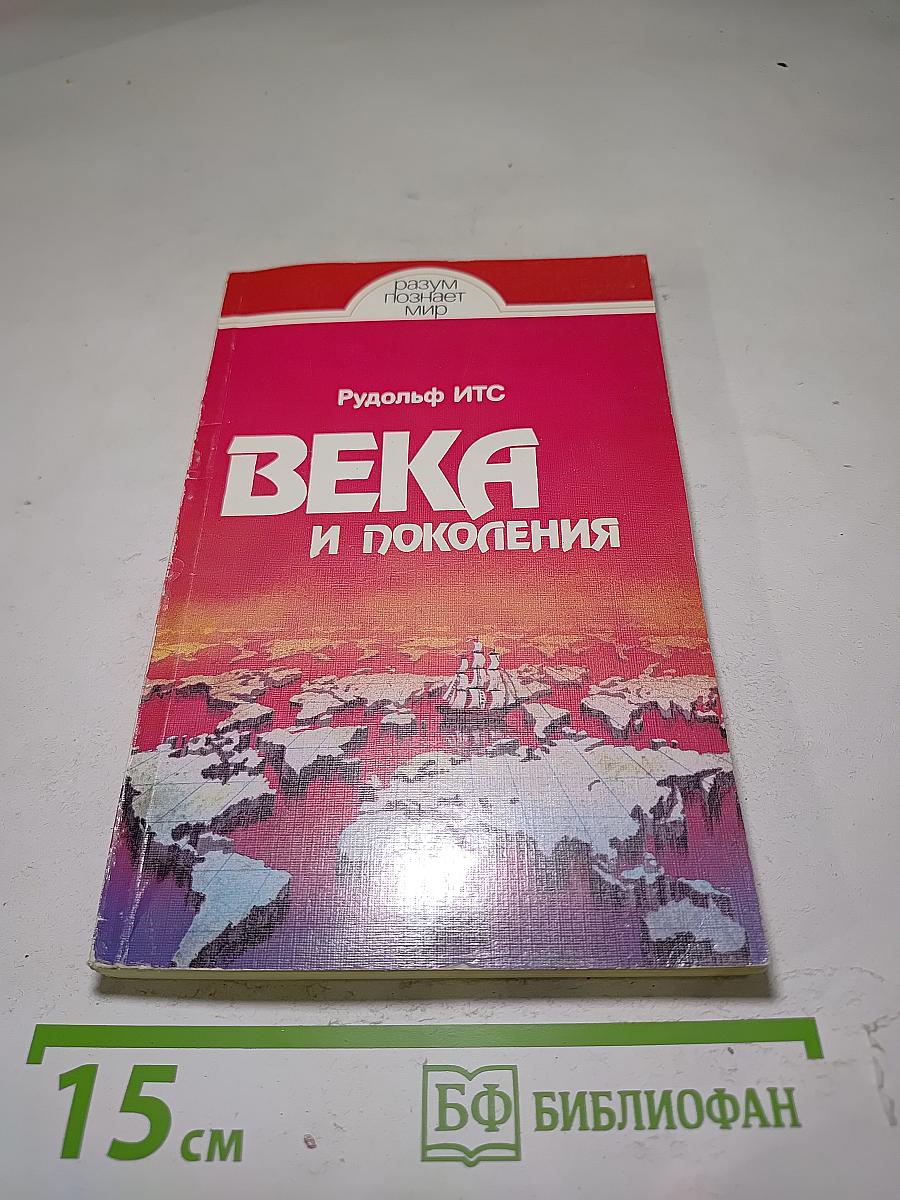 разум
познает
мир
Рудольф ИТС
ВЕКА
и поколения
15 см
БФ БИБЛИОФАН